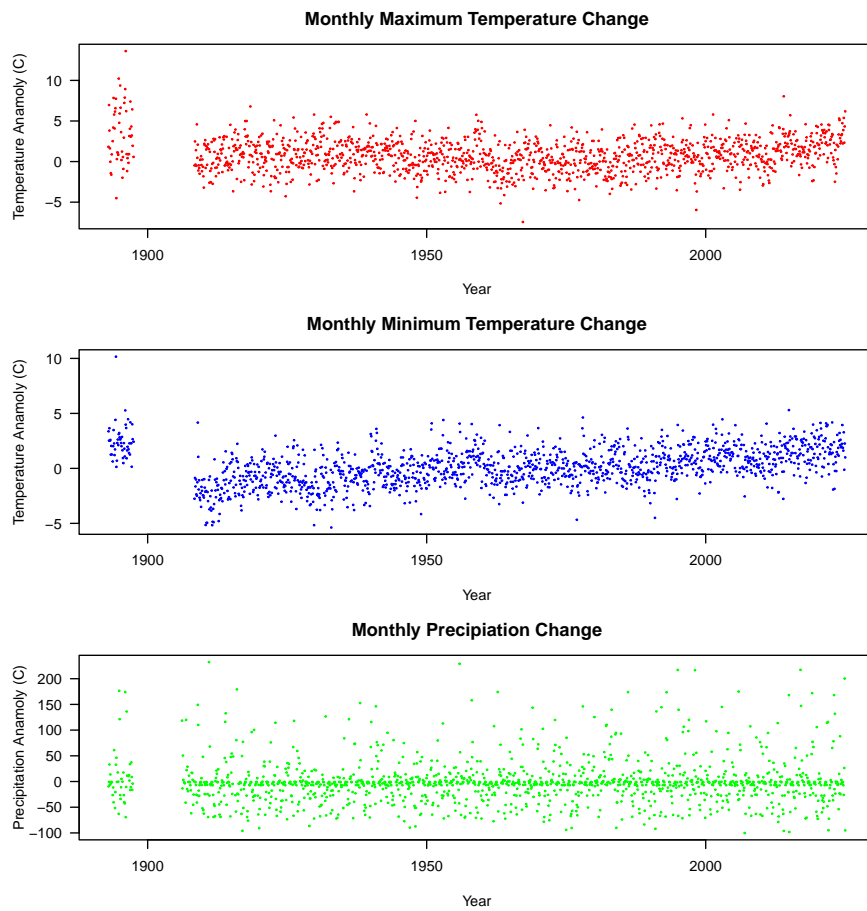 Monthly Maximum Temperature Change
Temperature Anamoly (C)
10
5
0
−5
1900
1950
2000
Year
Monthly Minimum Temperature Change
Temperature Anamoly (C)
10
5
0
−5
1900
1950
2000
Year
Monthly Precipiation Change
Precipitation Anamoly (C)
200
150
100
50
0
−50
−100
1900
1950
2000
Year